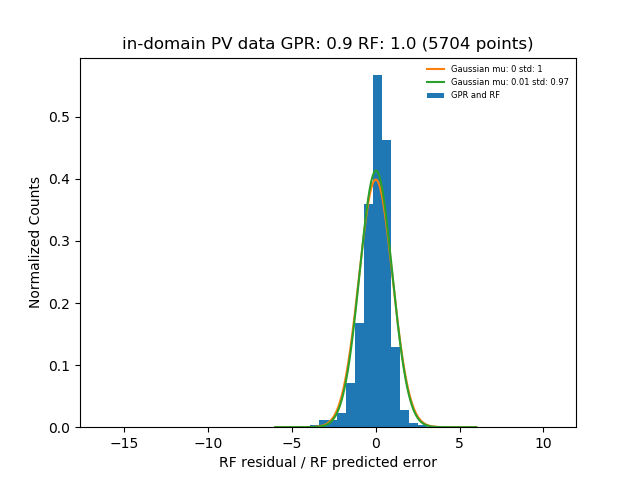 in-domain PV data GPR: 0.9 RF: 1.0 (5704 points)
Gaussian mu: 0 std: 1
Gaussian mu: 0.01 std: 0.97
GPR and RF
Normalized Counts
0.5
0.4
0.3
0.2
0.1
0.0
−15
−10
−5
0
5
10
RF residual / RF predicted error